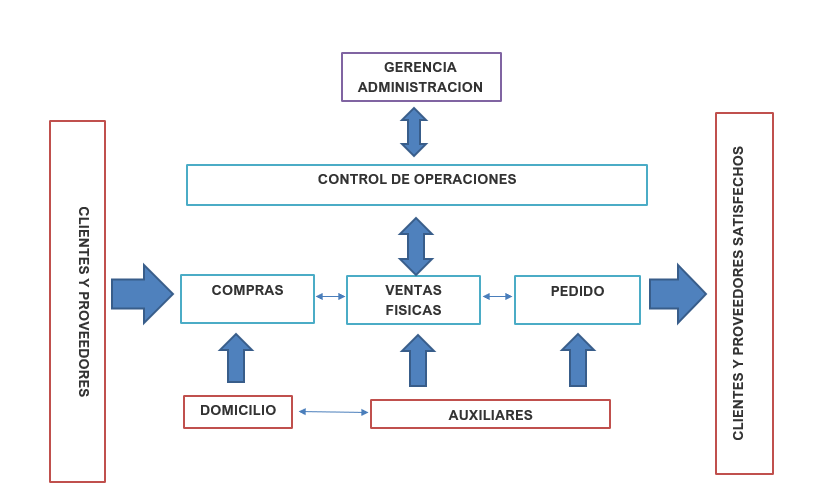 GERENCIA
ADMINISTRACION
CONTROL DE OPERACIONES
CLIENTES Y PROVEEDORES
COMPRAS
VENTAS
FISICAS
PEDIDO
CLIENTES Y PROVEEDORES SATISFECHOS
DOMICILIO
AUXILIARES